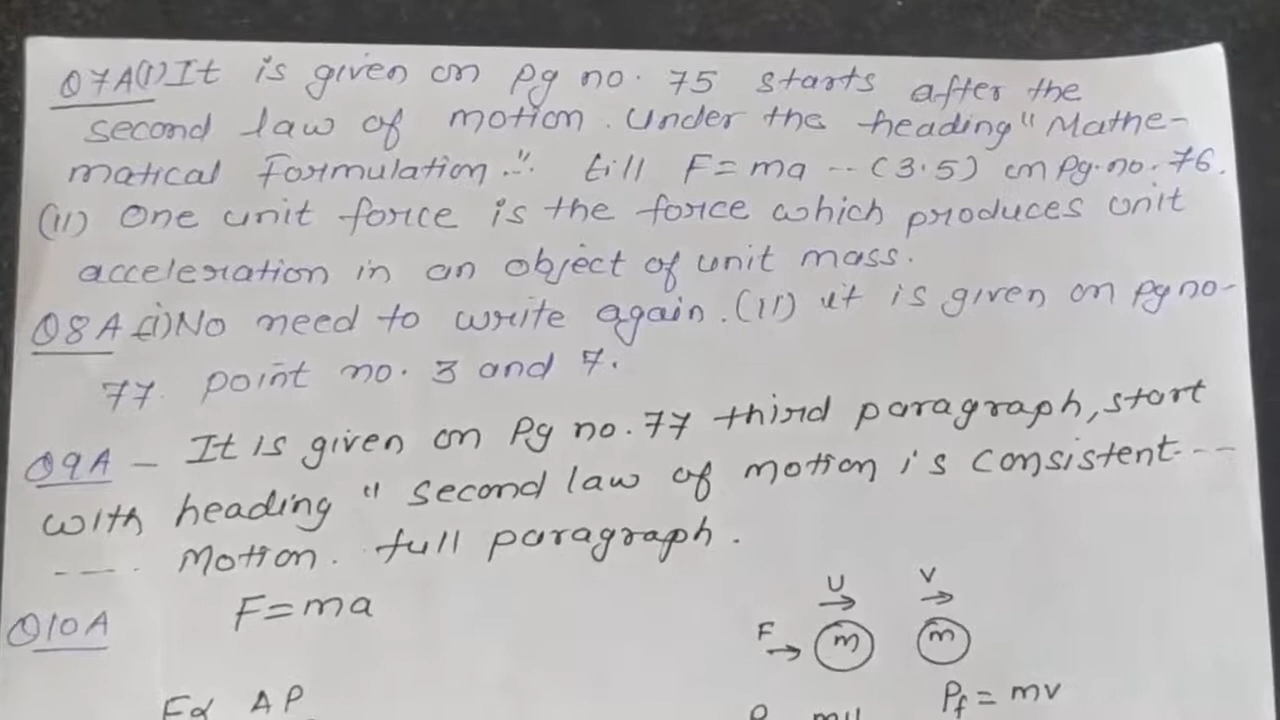 Q7A(1) It is given on pg no. 75 starts after the
second law of motion. Under the heading "Mathe-
matical Formulation..". till F=ma -- (3.5) on pg.no.76.
(11) One unit force is the force which produces unit
acceleration in an object of unit mass.
Q8A (i) No need to write again. (11) it is given on pg no-
77. point no. 3 and 7.
Q9A - It is given on Pg no. 77 third paragraph, start
with heading "second law of motion is consistent---
----. Motion. full paragraph.
Q10A F=ma
U V
F m m
Pf = mv